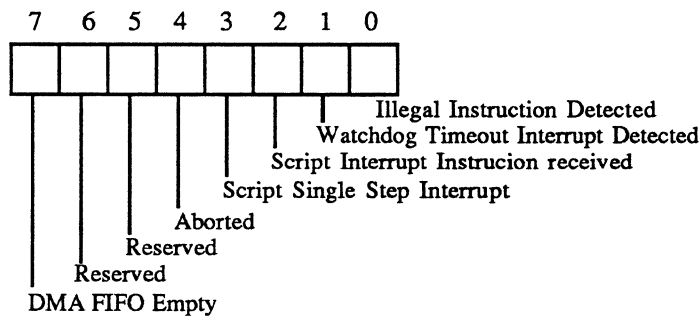 7 6 5 4 3 2 1 0
Illegal Instruction Detected
Watchdog Timeout Interrupt Detected
Script Interrupt Instrucion received
Script Single Step Interrupt
Aborted
Reserved
Reserved
DMA FIFO Empty